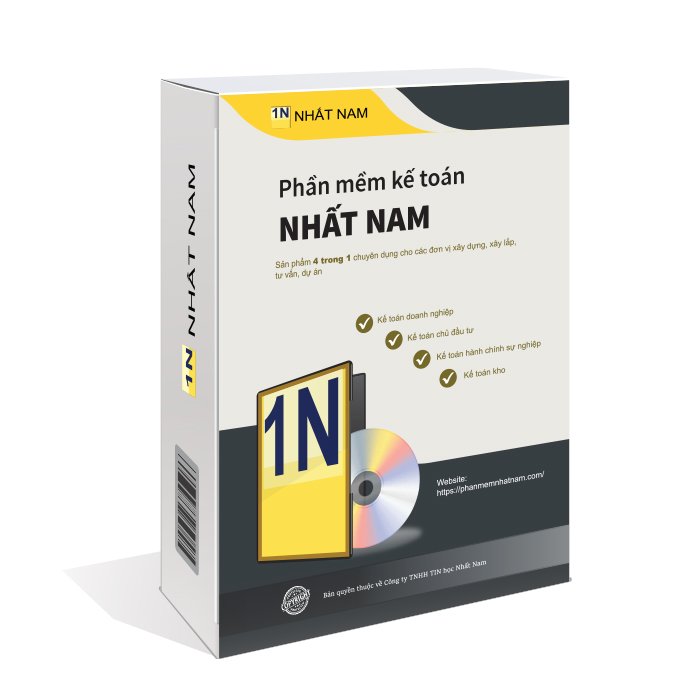 1N NHẤT NAM
Phần mềm kế toán
NHẤT NAM
Sản phẩm 4 trong 1 chuyên dụng cho các đơn vị xây dựng, xây lắp,
tư vấn, dự án
Kế toán doanh nghiệp
Kế toán chủ đầu tư
Kế toán hành chính sự nghiệp
Kế toán kho
1N
Website:
https://phanmemnhatnam.com/
COPYRIGHT
Bản quyền thuộc về Công ty TNHH TIN học Nhất Nam
1N NHẤT NAM